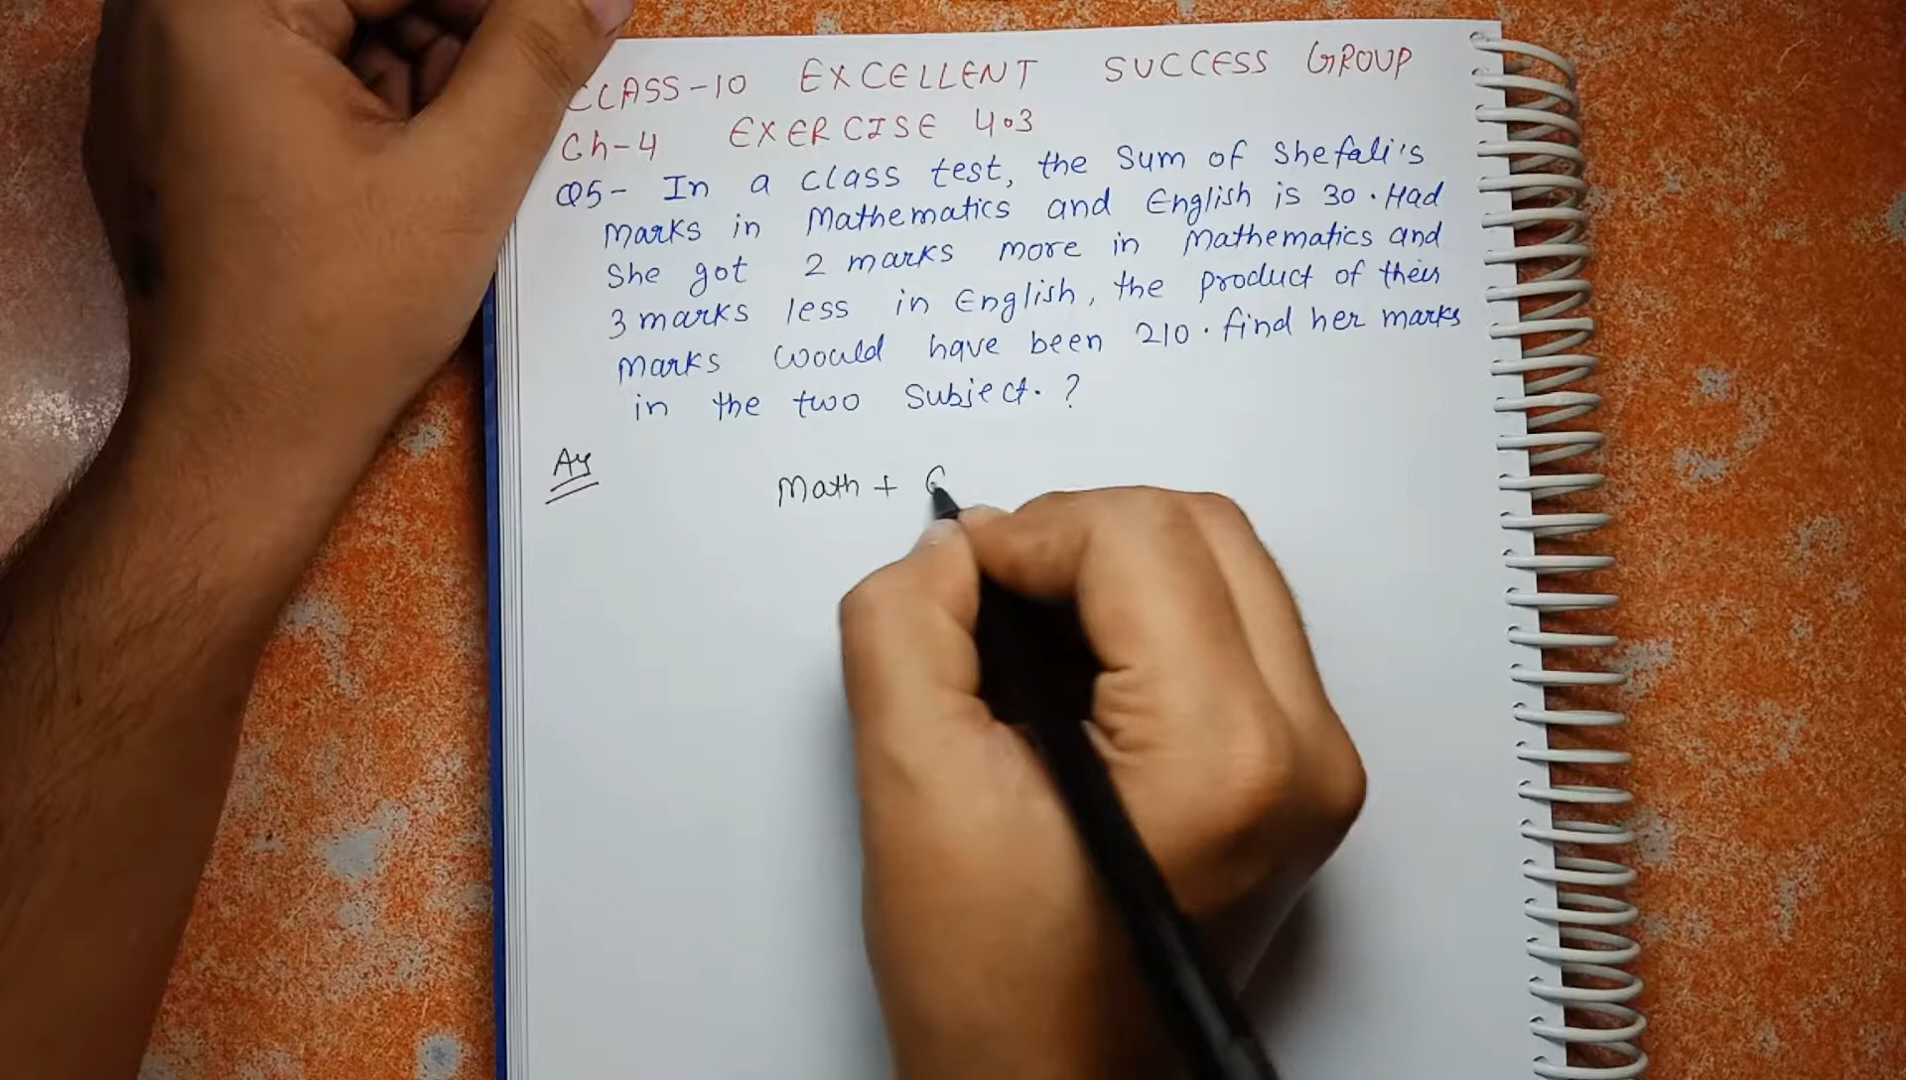 CLASS-10 EXCELLENT SUCCESS GROUP
Ch-4 EXERCISE 4.3
Q5- In a class test, the sum of Shefali's
marks in Mathematics and English is 30. Had
she got 2 marks more in Mathematics and
3 marks less in English, the product of their
marks would have been 210. find her marks
in the two subject. ?
Math +